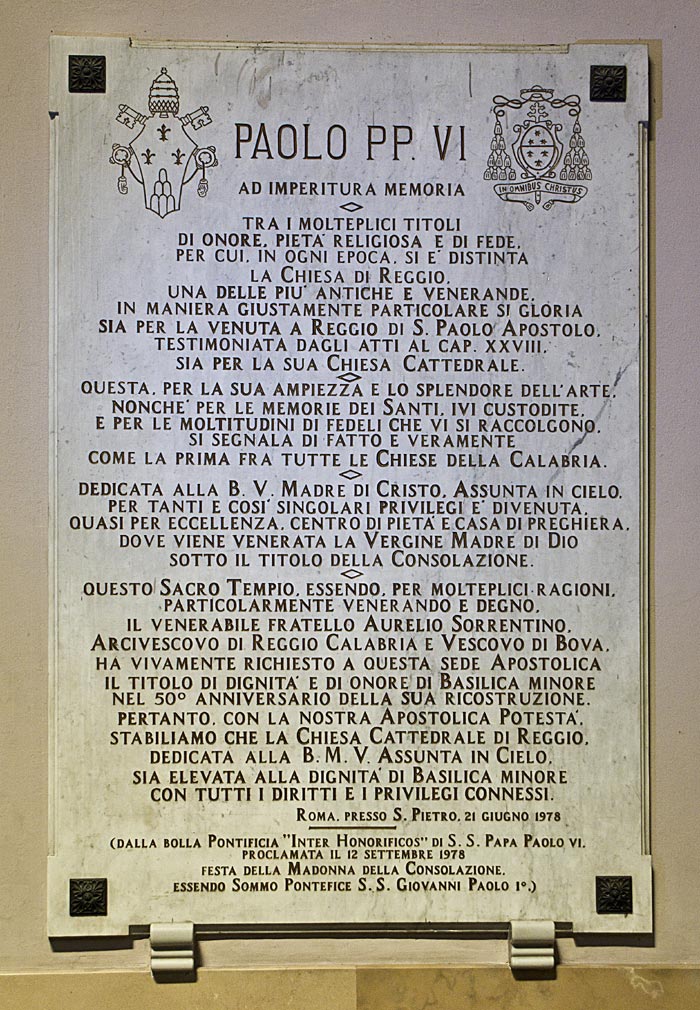 PAOLO PP. VI
IN OMNIBUS CHRISTUS
AD IMPERITURA MEMORIA
TRA I MOLTEPLICI TITOLI
DI ONORE, PIETA' RELIGIOSA E DI FEDE,
PER CUI, IN OGNI EPOCA, SI E' DISTINTA
LA CHIESA DI REGGIO,
UNA DELLE PIU' ANTICHE E VENERANDE,
IN MANIERA GIUSTAMENTE PARTICOLARE SI GLORIA
SIA PER LA VENUTA A REGGIO DI S. PAOLO APOSTOLO,
TESTIMONIATA DAGLI ATTI AL CAP. XXVIII,
SIA PER LA SUA CHIESA CATTEDRALE.
QUESTA, PER LA SUA AMPIEZZA E LO SPLENDORE DELL'ARTE,
NONCHE' PER LE MEMORIE DEI SANTI, IVI CUSTODITE,
E PER LE MOLTITUDINI DI FEDELI CHE VI SI RACCOLGONO,
SI SEGNALA DI FATTO E VERAMENTE
COME LA PRIMA FRA TUTTE LE CHIESE DELLA CALABRIA.
DEDICATA ALLA B. V. MADRE DI CRISTO, ASSUNTA IN CIELO,
PER TANTI E COSI' SINGOLARI PRIVILEGI E' DIVENUTA,
QUASI PER ECCELLENZA, CENTRO DI PIETA' E CASA DI PREGHIERA,
DOVE VIENE VENERATA LA VERGINE MADRE DI DIO
SOTTO IL TITOLO DELLA CONSOLAZIONE.
QUESTO SACRO TEMPIO, ESSENDO, PER MOLTEPLICI RAGIONI,
PARTICOLARMENTE VENERANDO E DEGNO,
IL VENERABILE FRATELLO AURELIO SORRENTINO,
ARCIVESCOVO DI REGGIO CALABRIA E VESCOVO DI BOVA,
HA VIVAMENTE RICHIESTO A QUESTA SEDE APOSTOLICA
IL TITOLO DI DIGNITA' E DI ONORE DI BASILICA MINORE
NEL 50° ANNIVERSARIO DELLA SUA RICOSTRUZIONE.
PERTANTO, CON LA NOSTRA APOSTOLICA POTESTA',
STABILIAMO CHE LA CHIESA CATTEDRALE DI REGGIO,
DEDICATA ALLA B. M. V. ASSUNTA IN CIELO,
SIA ELEVATA ALLA DIGNITA' DI BASILICA MINORE
CON TUTTI I DIRITTI E I PRIVILEGI CONNESSI.
ROMA, PRESSO S. PIETRO, 21 GIUGNO 1978
(DALLA BOLLA PONTIFICIA "INTER HONORIFICOS" DI S. S. PAPA PAOLO VI,
PROCLAMATA IL 12 SETTEMBRE 1978
FESTA DELLA MADONNA DELLA CONSOLAZIONE,
ESSENDO SOMMO PONTEFICE S. S. GIOVANNI PAOLO 1°.)